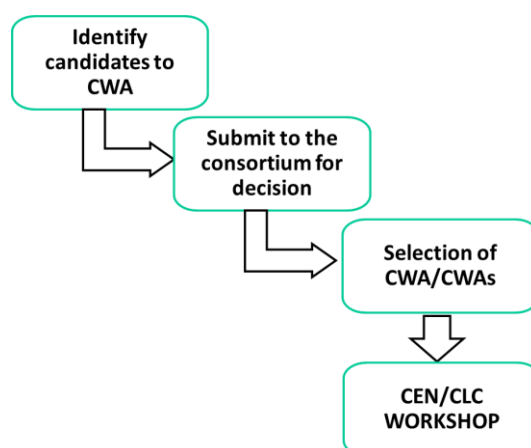 Identify
candidates to
CWA
Submit to the
consortium for
decision
Selection of
CWA/CWAs
CEN/CLC
WORKSHOP